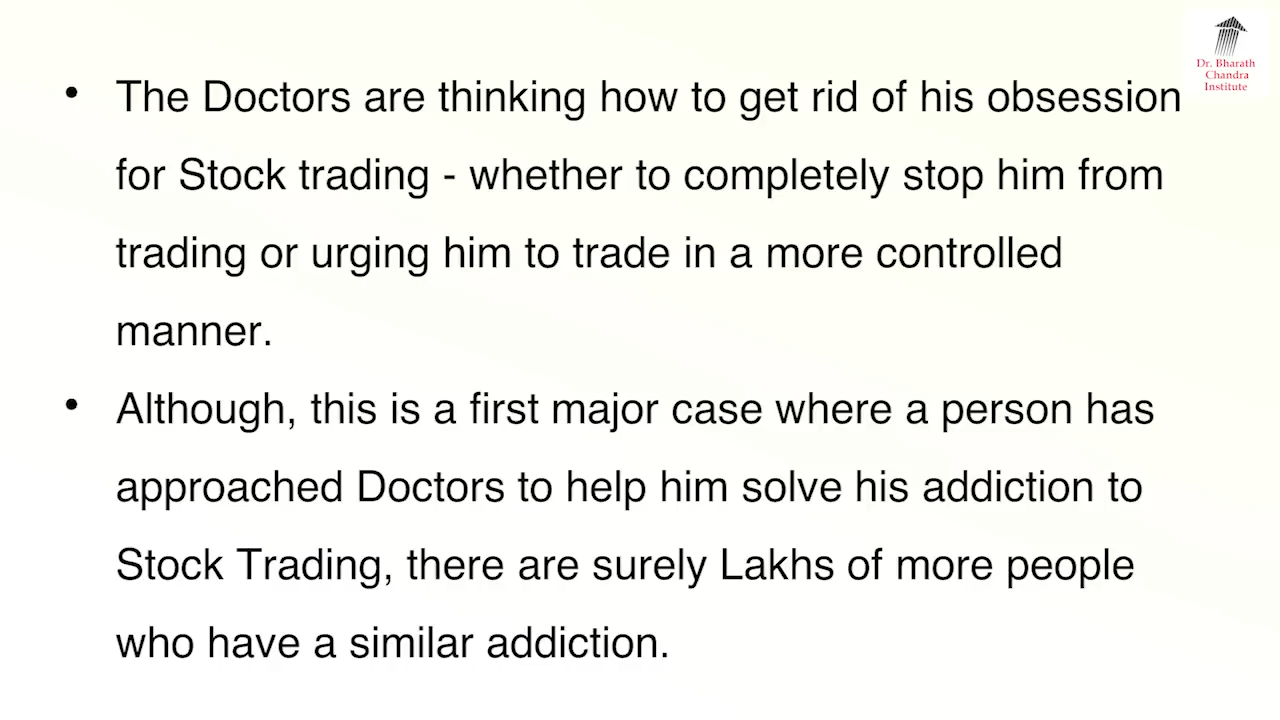 Dr. Bharath
Chandra
Institute
• The Doctors are thinking how to get rid of his obsession
for Stock trading - whether to completely stop him from
trading or urging him to trade in a more controlled
manner.
• Although, this is a first major case where a person has
approached Doctors to help him solve his addiction to
Stock Trading, there are surely Lakhs of more people
who have a similar addiction.